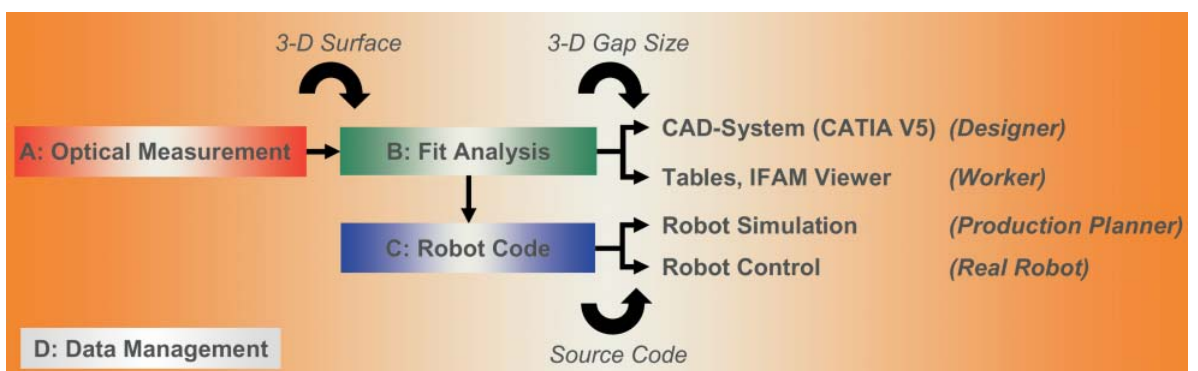 3-D Surface
3-D Gap Size
A: Optical Measurement
B: Fit Analysis
CAD-System (CATIA V5) (Designer)
Tables, IFAM Viewer (Worker)
C: Robot Code
Robot Simulation (Production Planner)
Robot Control (Real Robot)
D: Data Management
Source Code